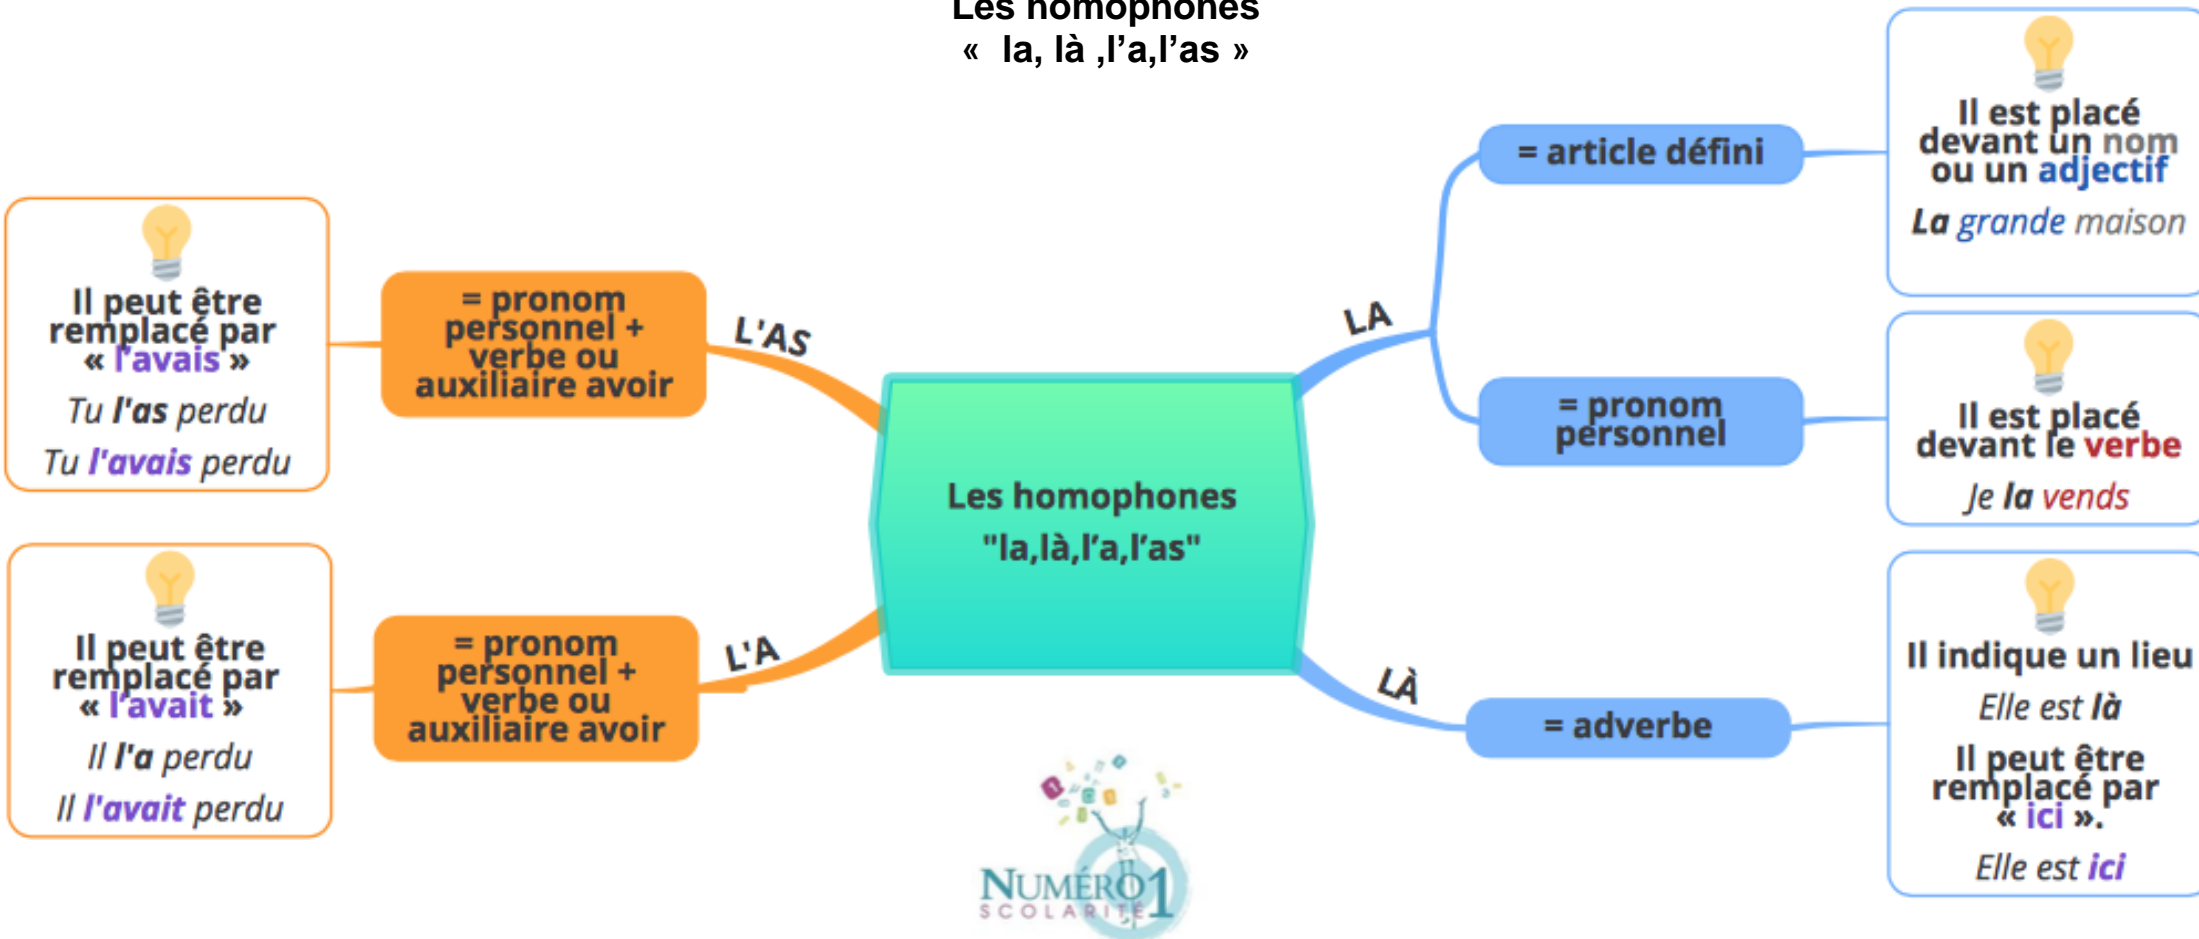 Les homophones
« la, là ,l’a,l’as »
Il peut être
remplacé par
« l'avais »
Tu l'as perdu
Tu l'avais perdu
= pronom
personnel +
verbe ou
auxiliaire avoir
L'AS
Il peut être
remplacé par
« l’avait »
Il l'a perdu
Il l'avait perdu
= pronom
personnel +
verbe ou
auxiliaire avoir
L'A
Les homophones
"la,là,l’a,l’as"
LA
= article défini
Il est placé
devant un nom
ou un adjectif
La grande maison
= pronom
personnel
Il est placé
devant le verbe
Je la vends
LÀ
= adverbe
Il indique un lieu
Elle est là
Il peut être
remplacé par
« ici ».
Elle est ici
NUMÉRO1
SCOLARITÉ